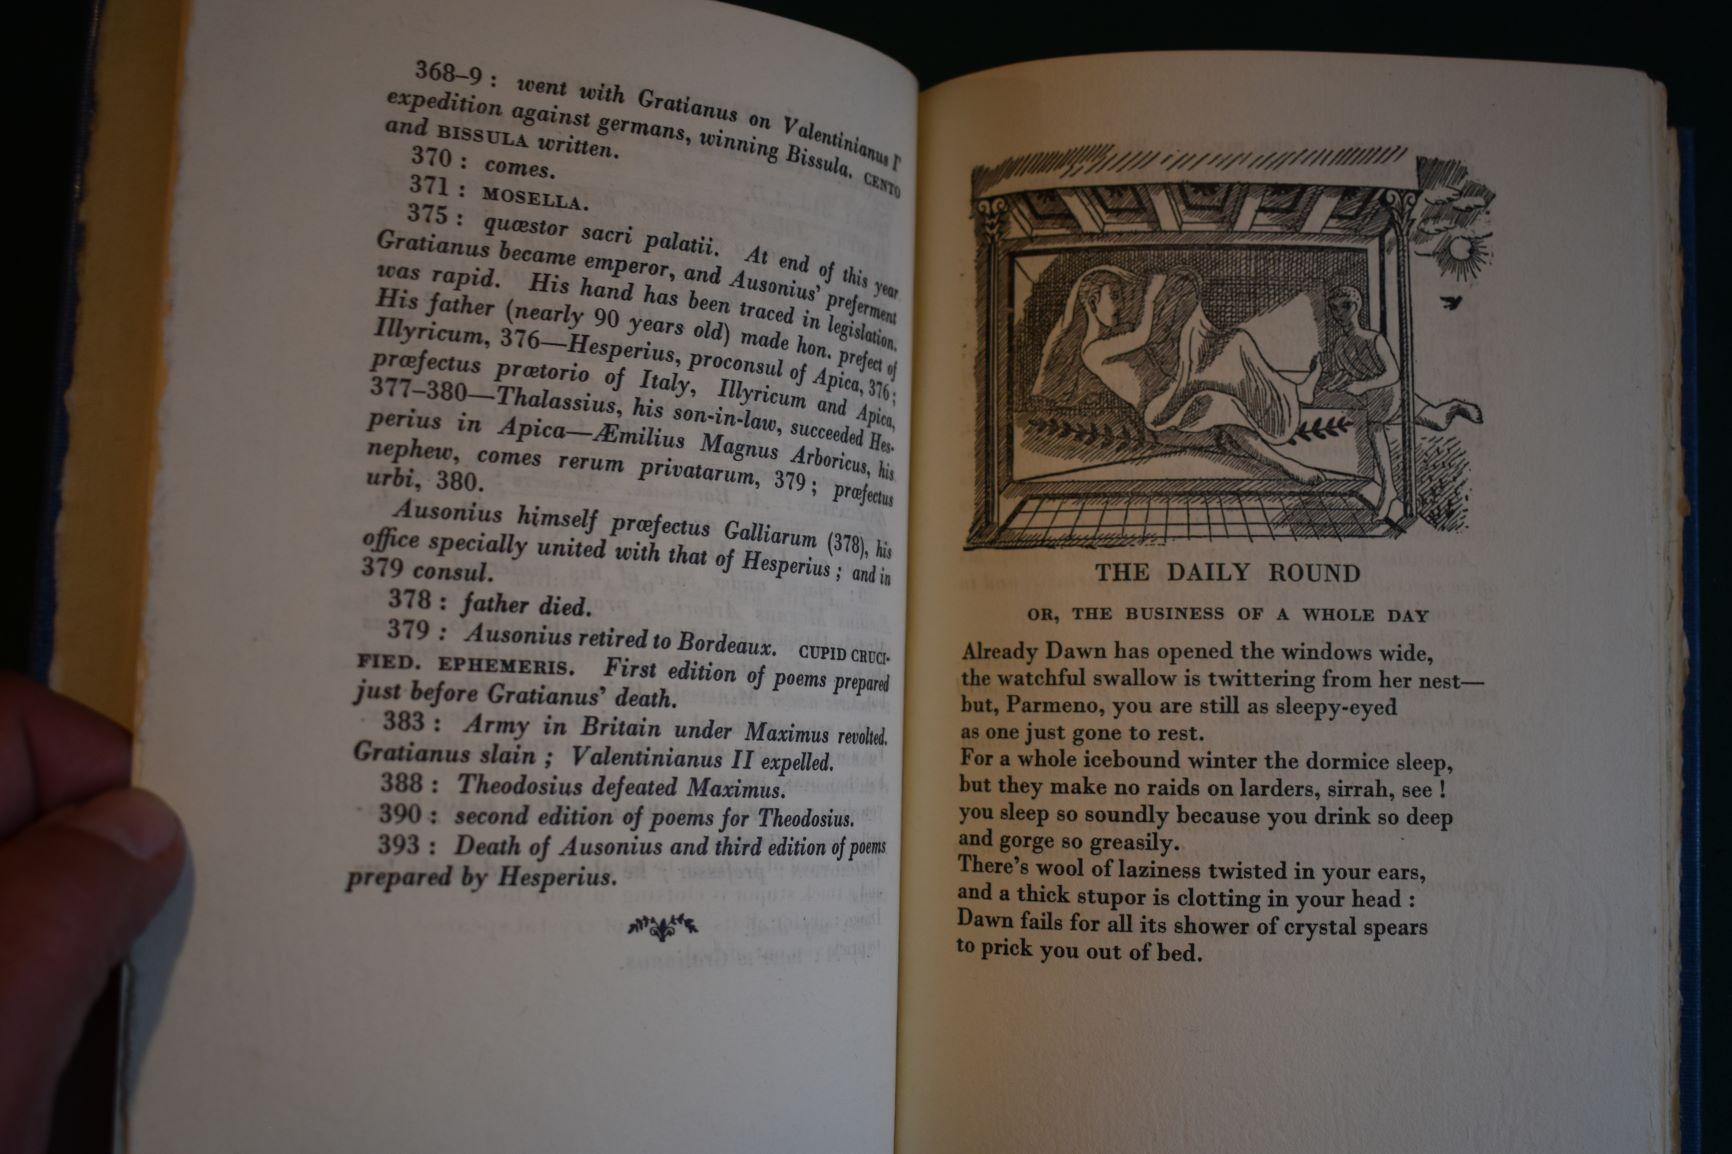 368–9 : went with Gratianus on Valentinianus I'
expedition against germans, winning Bissula. CENTO
and BISSULA written.
370 : comes.
371 : MOSELLA.
375 : quæstor sacri palatii. At end of this year
Gratianus became emperor, and Ausonius' preferment
was rapid. His hand has been traced in legislation.
His father (nearly 90 years old) made hon. prefect of
Illyricum, 376—Hesperius, proconsul of Apica, 376;
præfectus prætorio of Italy, Illyricum and Apica,
377–380—Thalassius, his son-in-law, succeeded Hes-
perius in Apica—Æmilius Magnus Arboricus, his
nephew, comes rerum privatarum, 379 ; præfectus
urbi, 380.
Ausonius himself præfectus Galliarum (378), his
office specially united with that of Hesperius ; and in
379 consul.
378 : father died.
379 : Ausonius retired to Bordeaux. CUPID CRUCI-
FIED. EPHEMERIS. First edition of poems prepared
just before Gratianus' death.
383 : Army in Britain under Maximus revolted.
Gratianus slain ; Valentinianus II expelled.
388 : Theodosius defeated Maximus.
390 : second edition of poems for Theodosius.
393 : Death of Ausonius and third edition of poems
prepared by Hesperius.
THE DAILY ROUND
OR, THE BUSINESS OF A WHOLE DAY
Already Dawn has opened the windows wide,
the watchful swallow is twittering from her nest—
but, Parmeno, you are still as sleepy-eyed
as one just gone to rest.
For a whole icebound winter the dormice sleep,
but they make no raids on larders, sirrah, see !
you sleep so soundly because you drink so deep
and gorge so greasily.
There's wool of laziness twisted in your ears,
and a thick stupor is clotting in your head :
Dawn fails for all its shower of crystal spears
to prick you out of bed.